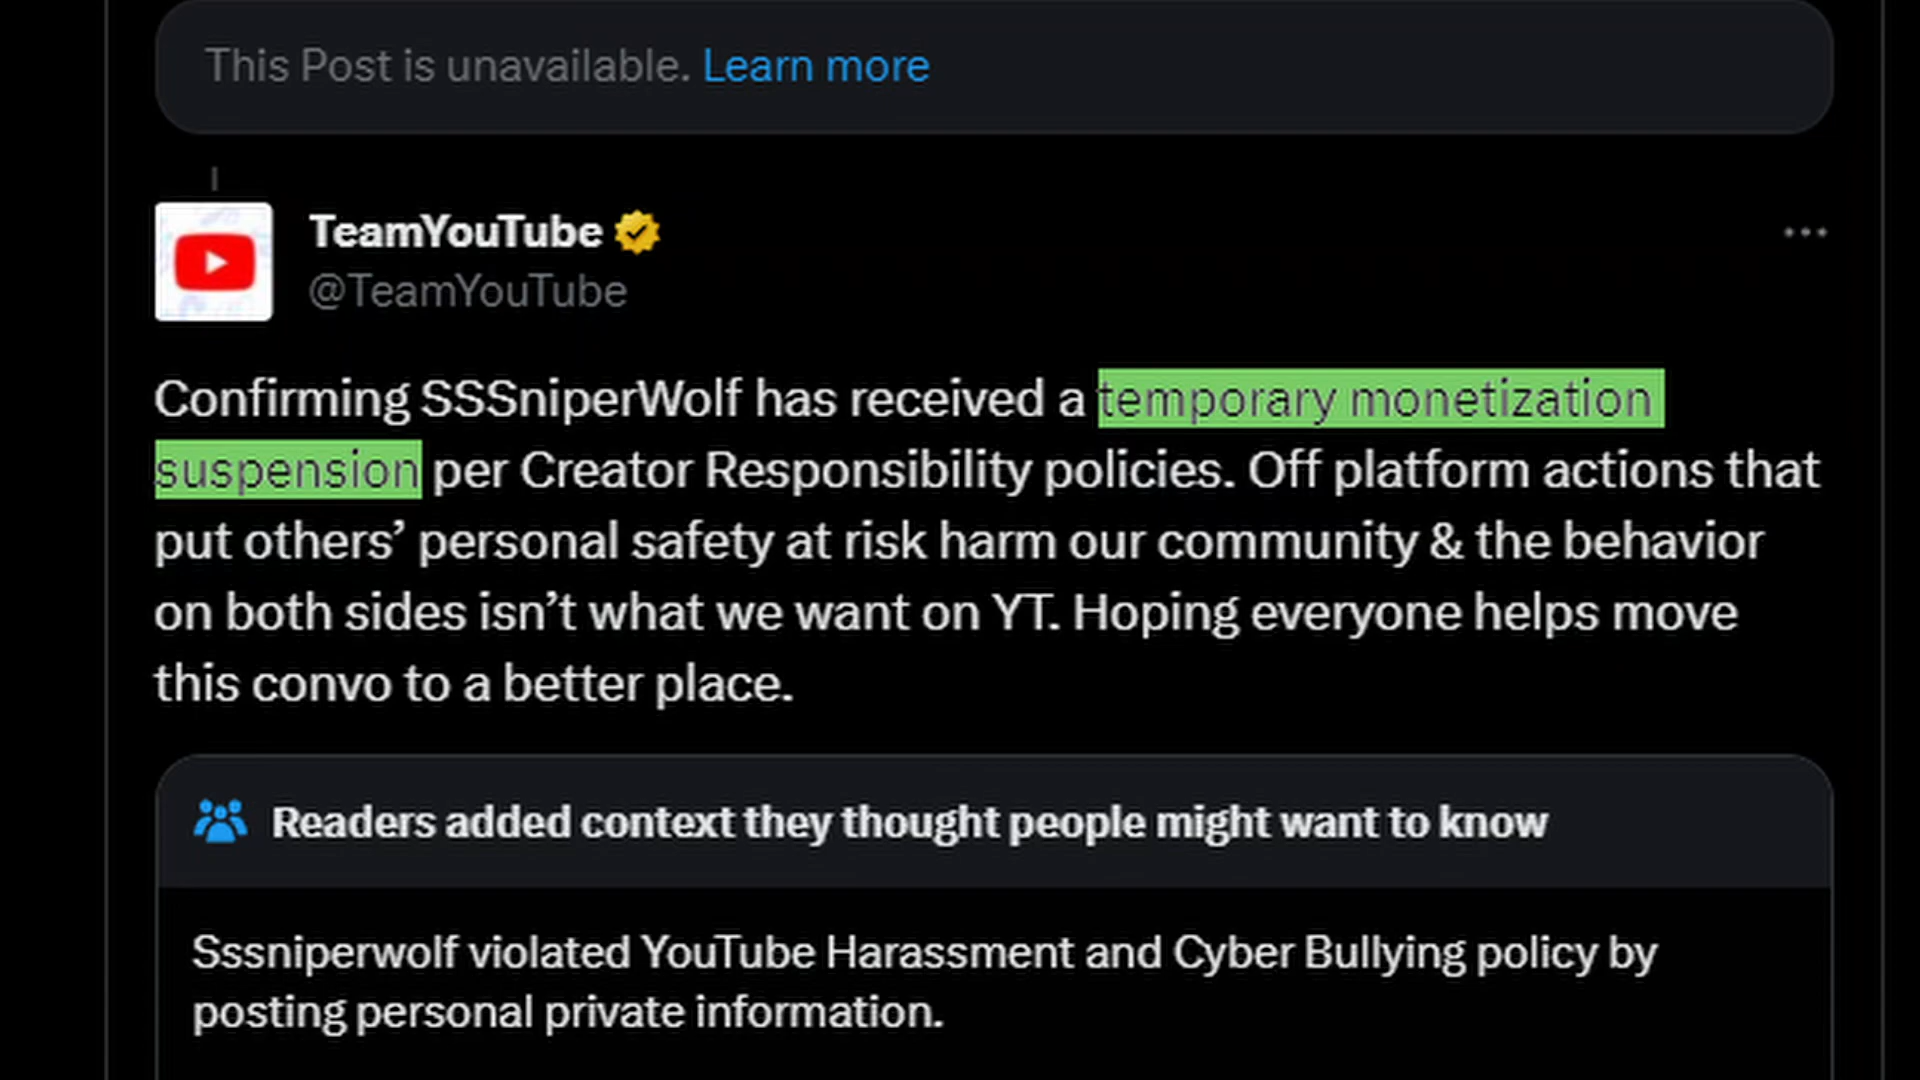 This Post is unavailable. Learn more
TeamYouTube
@TeamYouTube
Confirming SSSniperWolf has received a temporary monetization
suspension per Creator Responsibility policies. Off platform actions that
put others’ personal safety at risk harm our community & the behavior
on both sides isn’t what we want on YT. Hoping everyone helps move
this convo to a better place.
Readers added context they thought people might want to know
Sssniperwolf violated YouTube Harassment and Cyber Bullying policy by
posting personal private information.